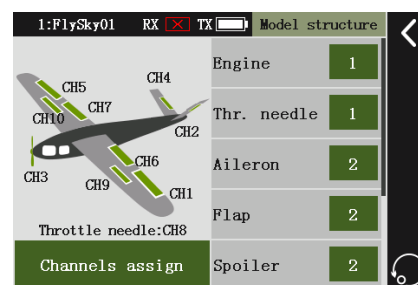 1:FlySky01 RX TX Model structure
CH5
CH4
CH10
CH7
CH2
CH3
CH6
CH9
CH1
Throttle needle:CH8
Channels assign
Engine 1
Thr. needle 1
Aileron 2
Flap 2
Spoiler 2